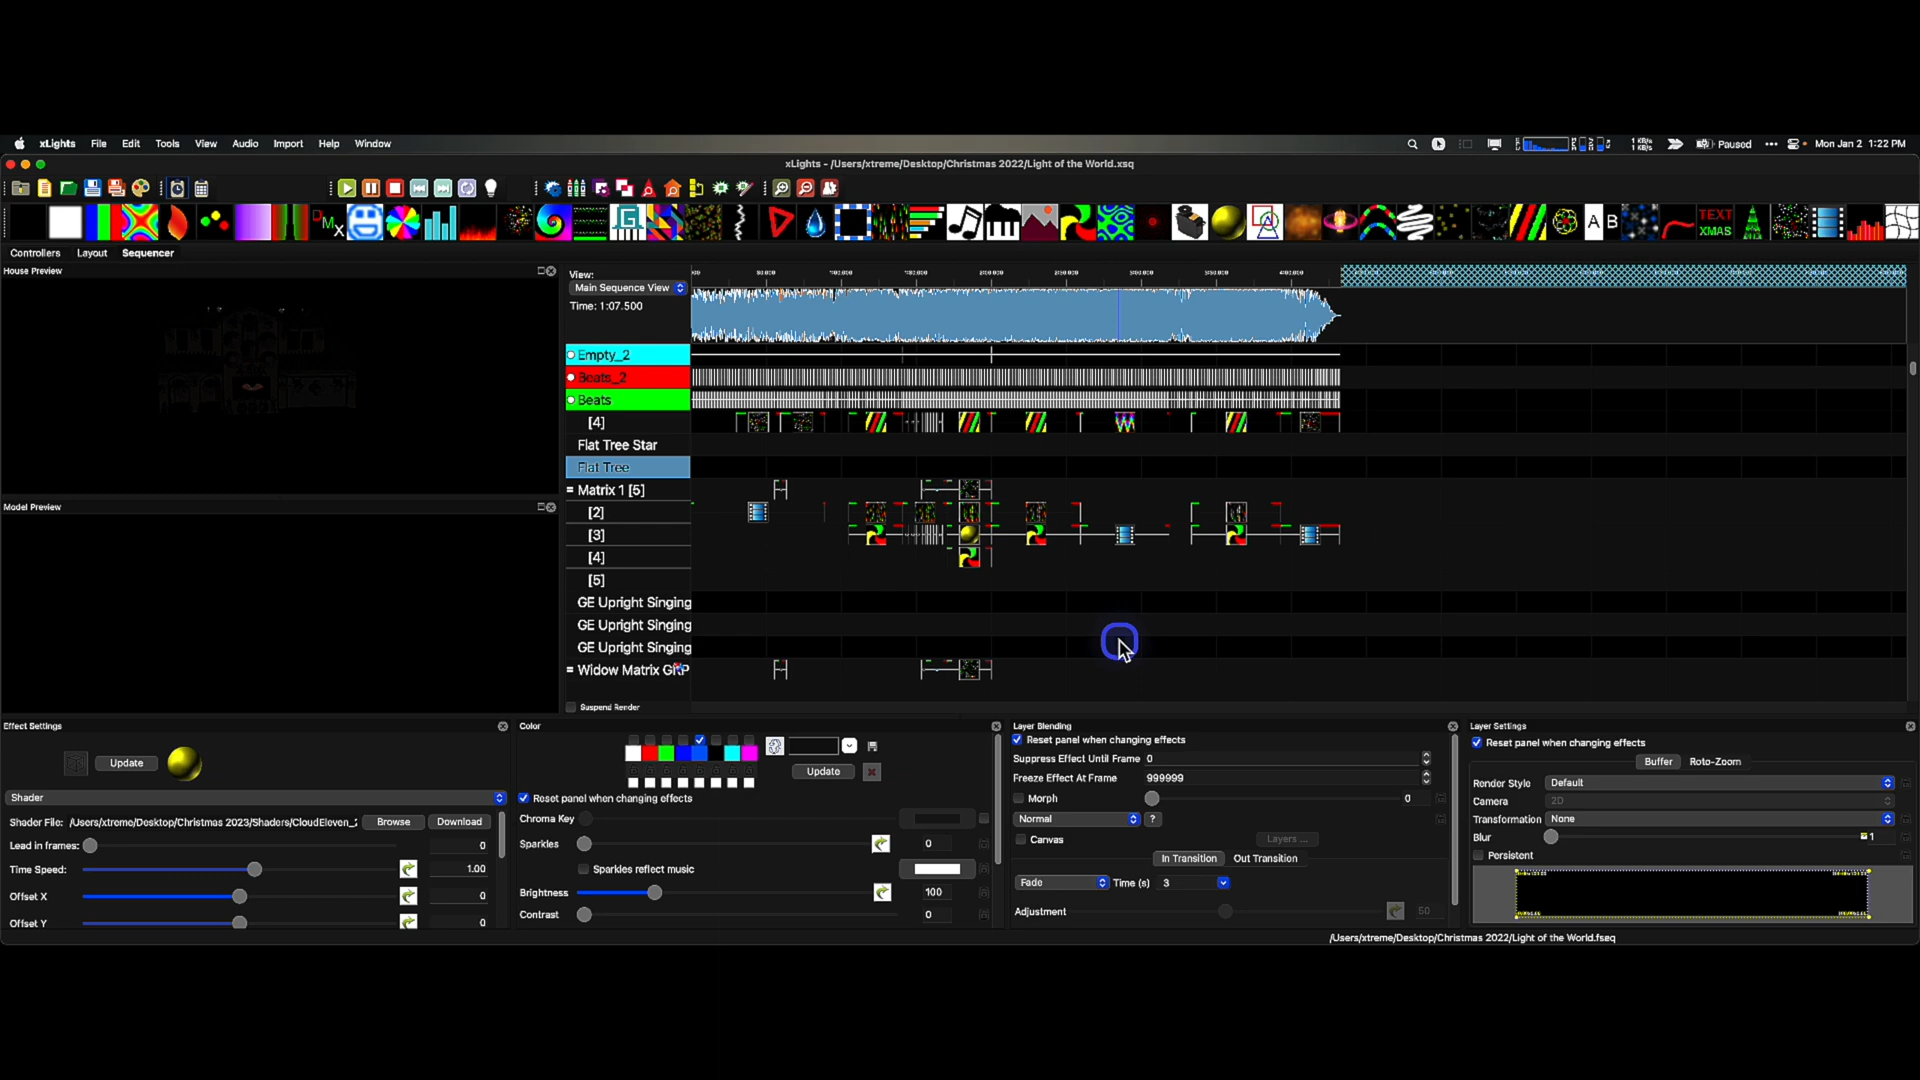 xLights File Edit Tools View Audio Import Help Window
1 KB/s
1 KB/s
Paused
Mon Jan 2 1:22 PM
xLights - /Users/xtreme/Desktop/Christmas 2022/Light of the World.xsq
A B
TEXT
XMAS
Controllers Layout Sequencer
House Preview
Model Preview
View:
Main Sequence View
Time: 1:07.500
Empty_2
Beats_2
Beats
[4]
Flat Tree Star
Flat Tree
= Matrix 1 [5]
[2]
[3]
[4]
[5]
GE Upright Singing
GE Upright Singing
GE Upright Singing
= Widow Matrix GRP
Suspend Render
Effect Settings
Update
Shader
Shader File: /Users/xtreme/Desktop/Christmas 2023/Shaders/CloudEleven_2 Browse Download
Lead in frames: 0
Time Speed: 1.00
Offset X 0
Offset Y 0
Color
Update
Reset panel when changing effects
Chroma Key
Sparkles 0
Sparkles reflect music
Brightness 100
Contrast 0
Layer Blending
Reset panel when changing effects
Suppress Effect Until Frame 0
Freeze Effect At Frame 999999
Morph 0
Normal ?
Canvas Layers ...
In Transition Out Transition
Fade Time (s) 3
Adjustment 50
Layer Settings
Reset panel when changing effects
Buffer Roto-Zoom
Render Style Default
Camera 2D
Transformation None
Blur 1
Persistent
/Users/xtreme/Desktop/Christmas 2022/Light of the World.fseq